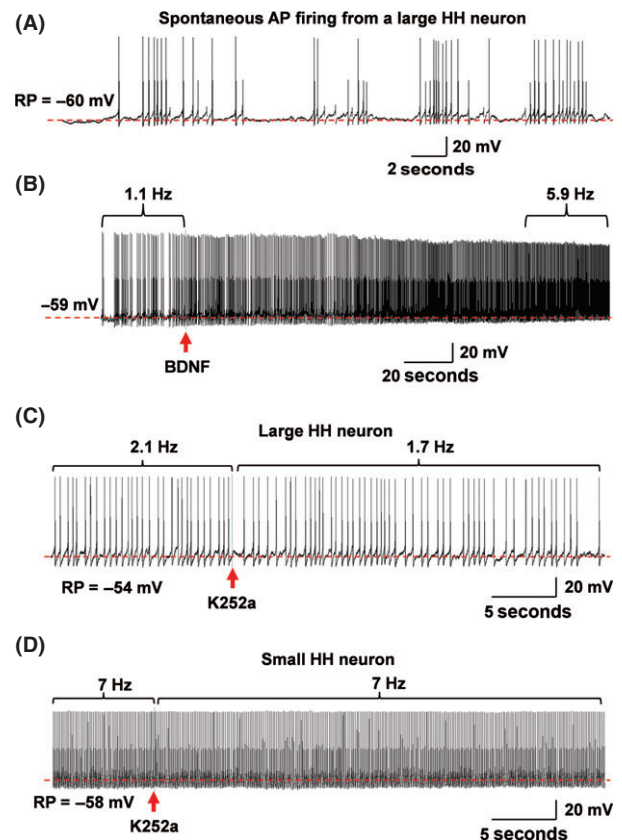 (A)
Spontaneous AP firing from a large HH neuron
RP = –60 mV
20 mV
2 seconds
(B)
1.1 Hz
5.9 Hz
–59 mV
BDNF
20 mV
20 seconds
(C)
Large HH neuron
2.1 Hz
1.7 Hz
RP = –54 mV
K252a
20 mV
5 seconds
(D)
Small HH neuron
7 Hz
7 Hz
RP = –58 mV
K252a
20 mV
5 seconds